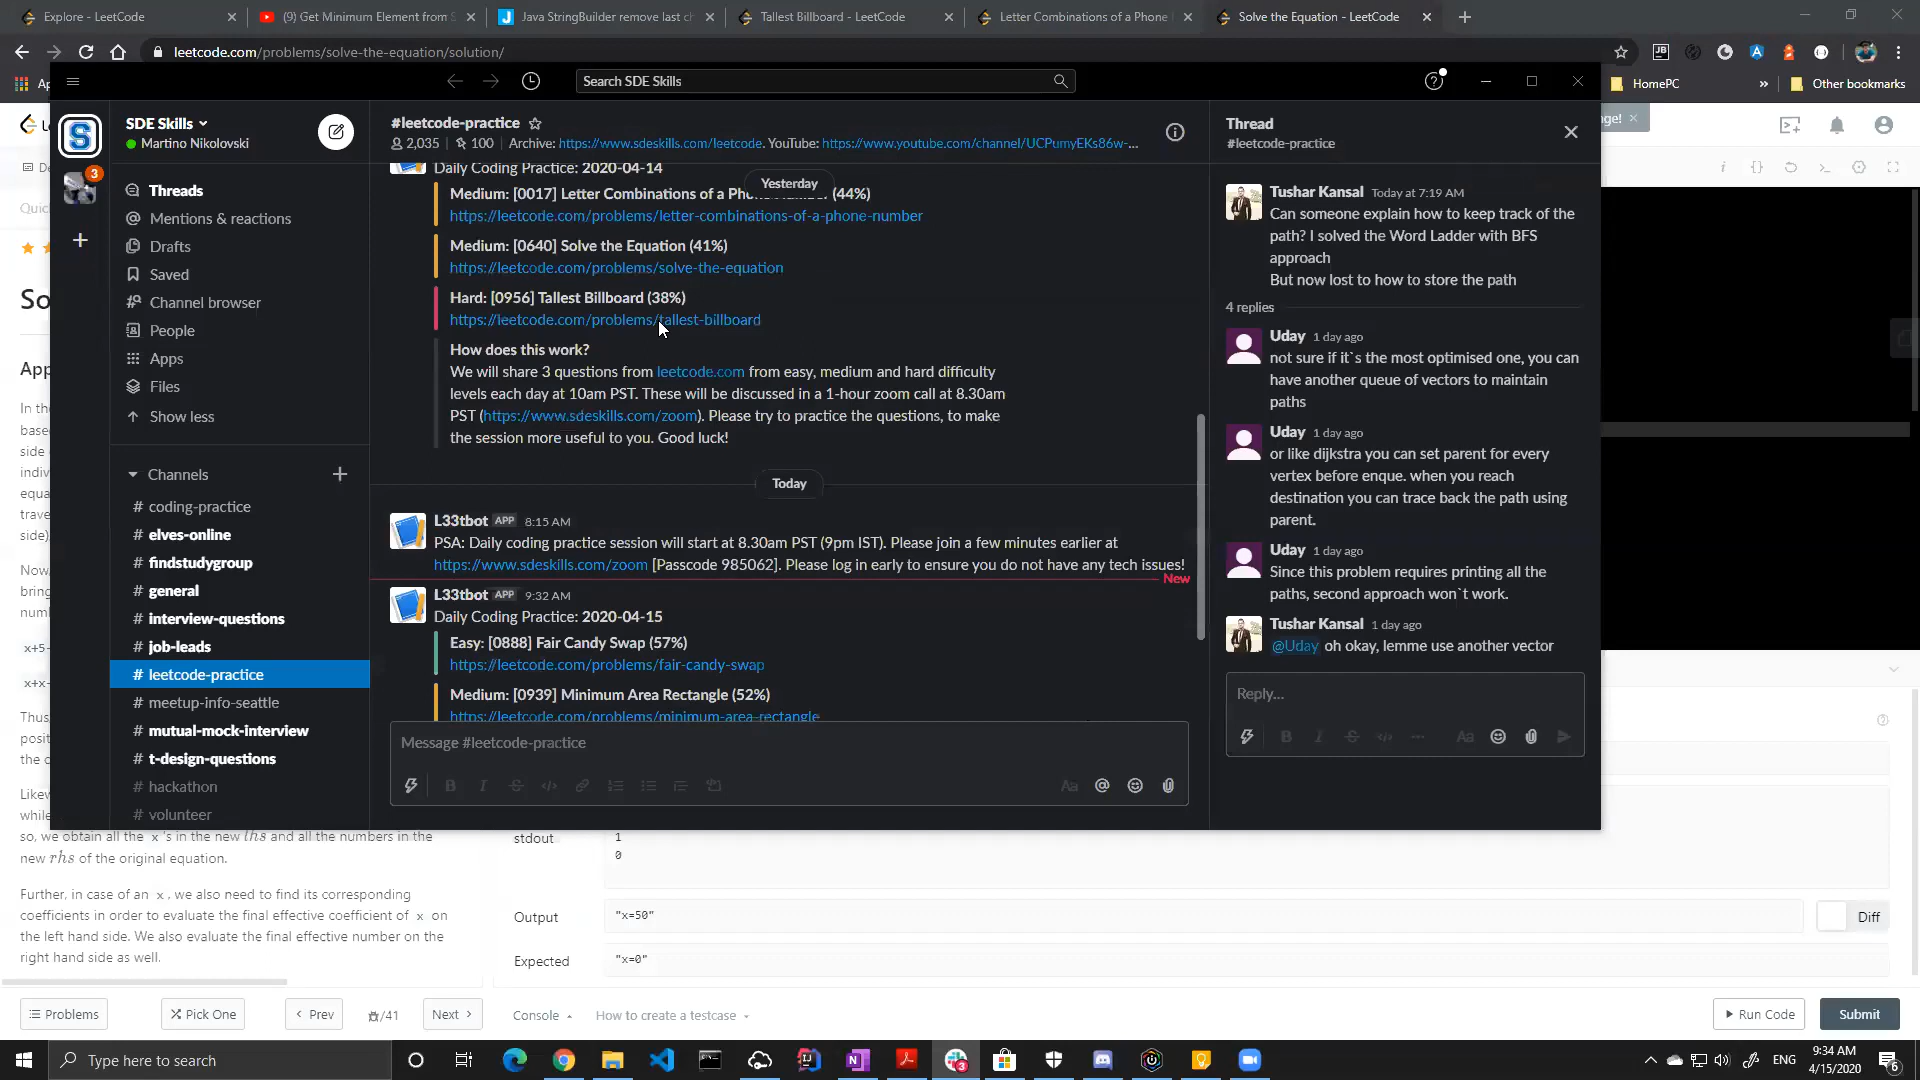 Explore - LeetCode
(9) Get Minimum Element from S
Java StringBuilder remove last ch
Tallest Billboard - LeetCode
Letter Combinations of a Phone
Solve the Equation - LeetCode
leetcode.com/problems/solve-the-equation/solution/
HomePC
Other bookmarks
Search SDE Skills
SDE Skills
Martino Nikolovski
3
Threads
Mentions & reactions
Drafts
Saved
Channel browser
People
Apps
Files
Show less
Channels
# coding-practice
# elves-online
# findstudygroup
# general
# interview-questions
# job-leads
# leetcode-practice
# meetup-info-seattle
# mutual-mock-interview
# t-design-questions
# hackathon
# volunteer
#leetcode-practice
2,035 | 100 | Archive: https://www.sdeskills.com/leetcode. YouTube: https://www.youtube.com/channel/UCPumyEKs86w-...
Daily Coding Practice: 2020-04-14
Yesterday
Medium: [0017] Letter Combinations of a Pho (44%)
https://leetcode.com/problems/letter-combinations-of-a-phone-number
Medium: [0640] Solve the Equation (41%)
https://leetcode.com/problems/solve-the-equation
Hard: [0956] Tallest Billboard (38%)
https://leetcode.com/problems/tallest-billboard
How does this work?
We will share 3 questions from leetcode.com from easy, medium and hard difficulty
levels each day at 10am PST. These will be discussed in a 1-hour zoom call at 8.30am
PST (https://www.sdeskills.com/zoom). Please try to practice the questions, to make
the session more useful to you. Good luck!
Today
L33tbot APP 8:15 AM
PSA: Daily coding practice session will start at 8.30am PST (9pm IST). Please join a few minutes earlier at
https://www.sdeskills.com/zoom [Passcode 985062]. Please log in early to ensure you do not have any tech issues!
New
L33tbot APP 9:32 AM
Daily Coding Practice: 2020-04-15
Easy: [0888] Fair Candy Swap (57%)
https://leetcode.com/problems/fair-candy-swap
Medium: [0939] Minimum Area Rectangle (52%)
https://leetcode.com/problems/minimum-area-rectangle
Message #leetcode-practice
Thread
#leetcode-practice
Tushar Kansal Today at 7:19 AM
Can someone explain how to keep track of the
path? I solved the Word Ladder with BFS
approach
But now lost to how to store the path
4 replies
Uday 1 day ago
not sure if it`s the most optimised one, you can
have another queue of vectors to maintain
paths
Uday 1 day ago
or like dijkstra you can set parent for every
vertex before enque. when you reach
destination you can trace back the path using
parent.
Uday 1 day ago
Since this problem requires printing all the
paths, second approach won`t work.
Tushar Kansal 1 day ago
@Uday oh okay, lemme use another vector
Reply...
so, we obtain all the x 's in the new lhs and all the numbers in the
new rhs of the original equation.
Further, in case of an x, we also need to find its corresponding
coefficients in order to evaluate the final effective coefficient of x on
the left hand side. We also evaluate the final effective number on the
right hand side as well.
stdout
1
0
Output
"x=50"
Diff
Expected
"x=0"
Problems
Pick One
Prev
/41
Next
Console
How to create a testcase
Run Code
Submit
Type here to search
3
ENG
9:34 AM
4/15/2020
6